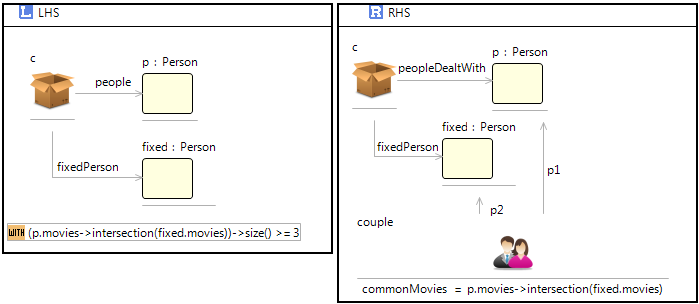 LHS
c
p : Person
people
fixed : Person
fixedPerson
WITH (p.movies->intersection(fixed.movies))->size() >= 3
RHS
c
p : Person
peopleDealtWith
fixed : Person
fixedPerson
p1
p2
couple
commonMovies = p.movies->intersection(fixed.movies)